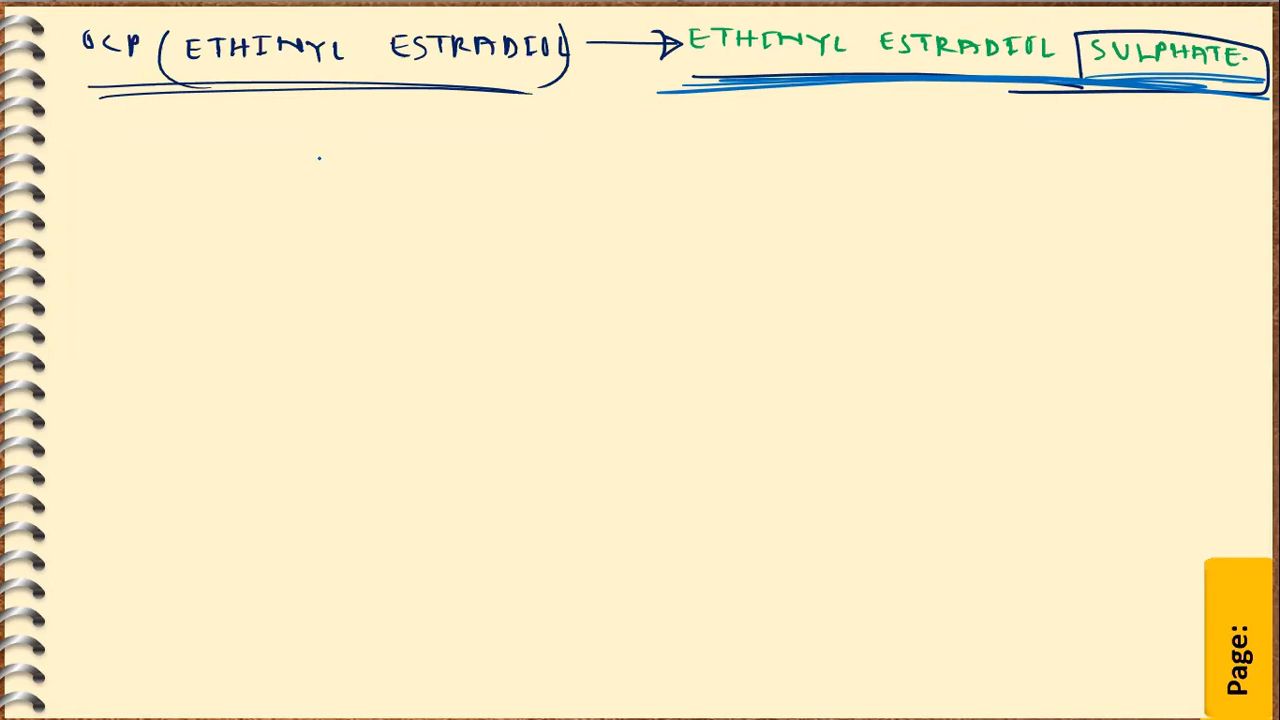 OCP (ETHINYL ESTRADIOL) → ETHINYL ESTRADIOL SULPHATE.
Page: